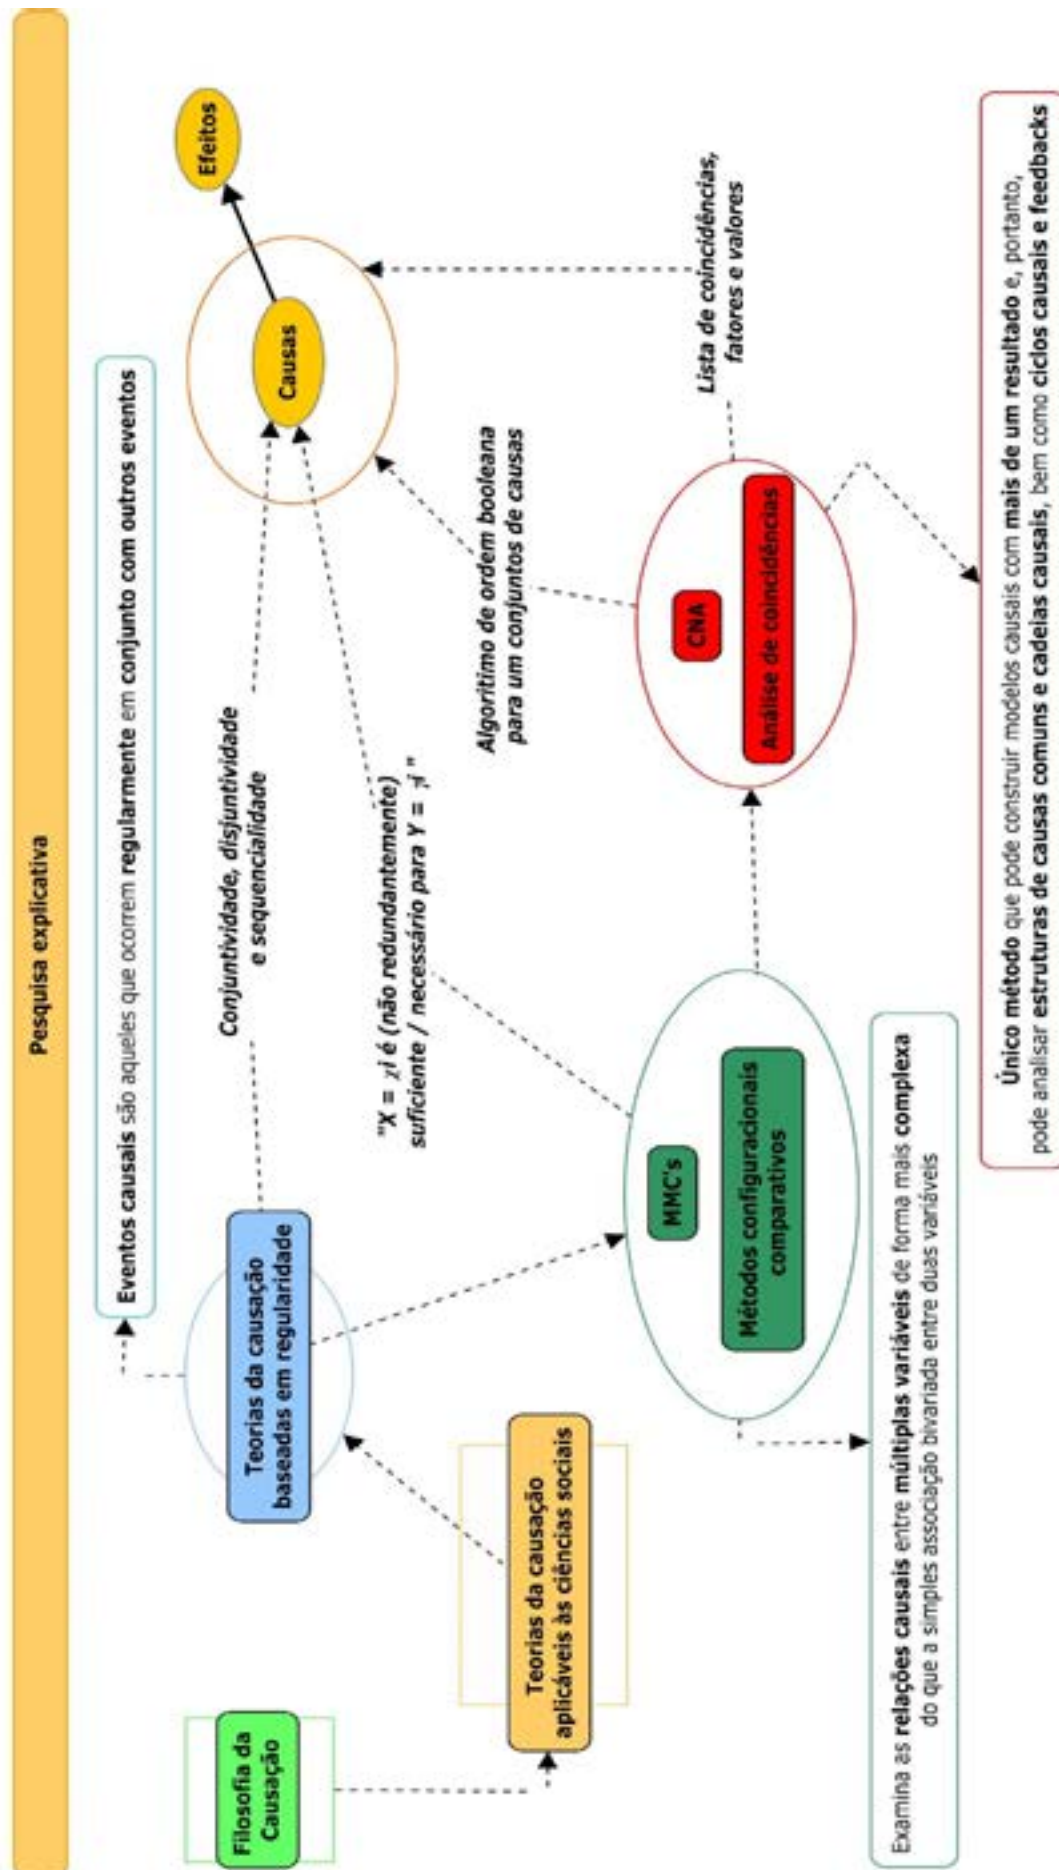 Pesquisa explicativa
Eventos causais são aqueles que ocorrem regularmente em conjunto com outros eventos
Filosofia da
Causação
Teorias da causação
aplicáveis às ciências sociais
Teorias da causação
baseadas em regularidade
Conjuntividade, disjuntividade
e sequencialidade
Causas
Efeitos
"X = χi é (não redundantemente)
suficiente / necessário para Y = γi "
MMC's
Métodos configuracionais
comparativos
Algoritimo de ordem booleana
para um conjuntos de causas
CNA
Análise de coincidências
Lista de coincidências,
fatores e valores
Examina as relações causais entre múltiplas variáveis de forma mais complexa
do que a simples associação bivariada entre duas variáveis
Único método que pode construir modelos causais com mais de um resultado e, portanto,
pode analisar estruturas de causas comuns e cadeias causais, bem como ciclos causais e feedbacks